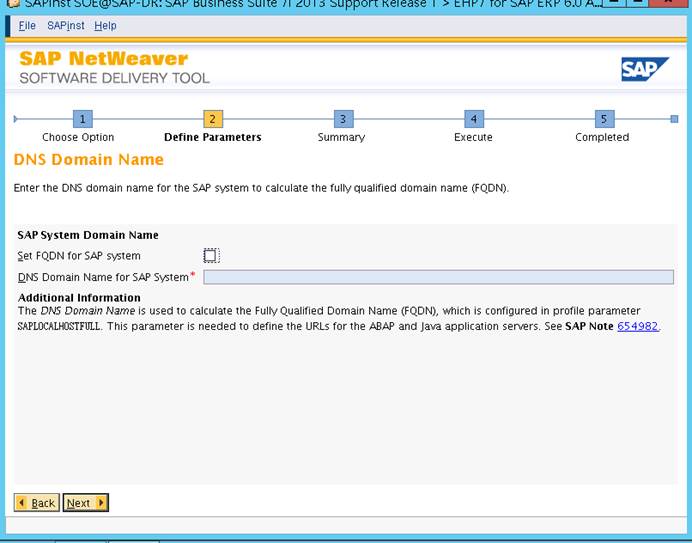 SAPinst SOE@SAP-DR: SAP Business Suite 7i 2013 Support Release 1 > EHP7 for SAP ERP 6.0 A...
File SAPinst Help
SAP NetWeaver
SOFTWARE DELIVERY TOOL
SAP
1 2 3 4 5
Choose Option Define Parameters Summary Execute Completed
DNS Domain Name
Enter the DNS domain name for the SAP system to calculate the fully qualified domain name (FQDN).
SAP System Domain Name
Set FQDN for SAP system
DNS Domain Name for SAP System *
Additional Information
The DNS Domain Name is used to calculate the Fully Qualified Domain Name (FQDN), which is configured in profile parameter
SAPLOCALHOSTFULL. This parameter is needed to define the URLs for the ABAP and Java application servers. See SAP Note 654982.
Back Next